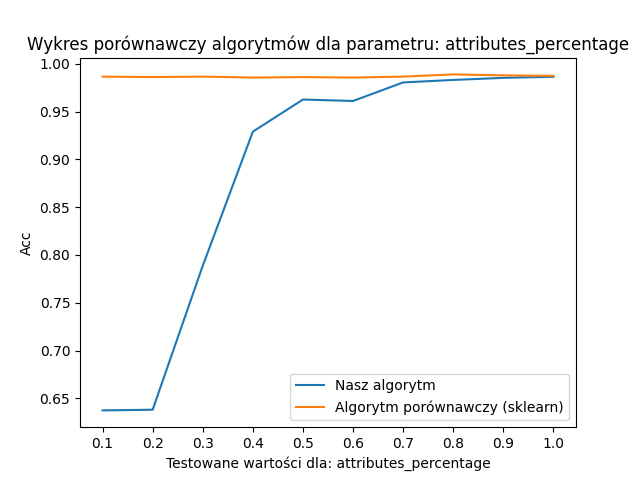 Wykres porównawczy algorytmów dla parametru: attributes_percentage
1.00
0.95
0.90
0.85
0.80
0.75
0.70
0.65
Acc
Nasz algorytm
Algorytm porównawczy (sklearn)
0.1 0.2 0.3 0.4 0.5 0.6 0.7 0.8 0.9 1.0
Testowane wartości dla: attributes_percentage